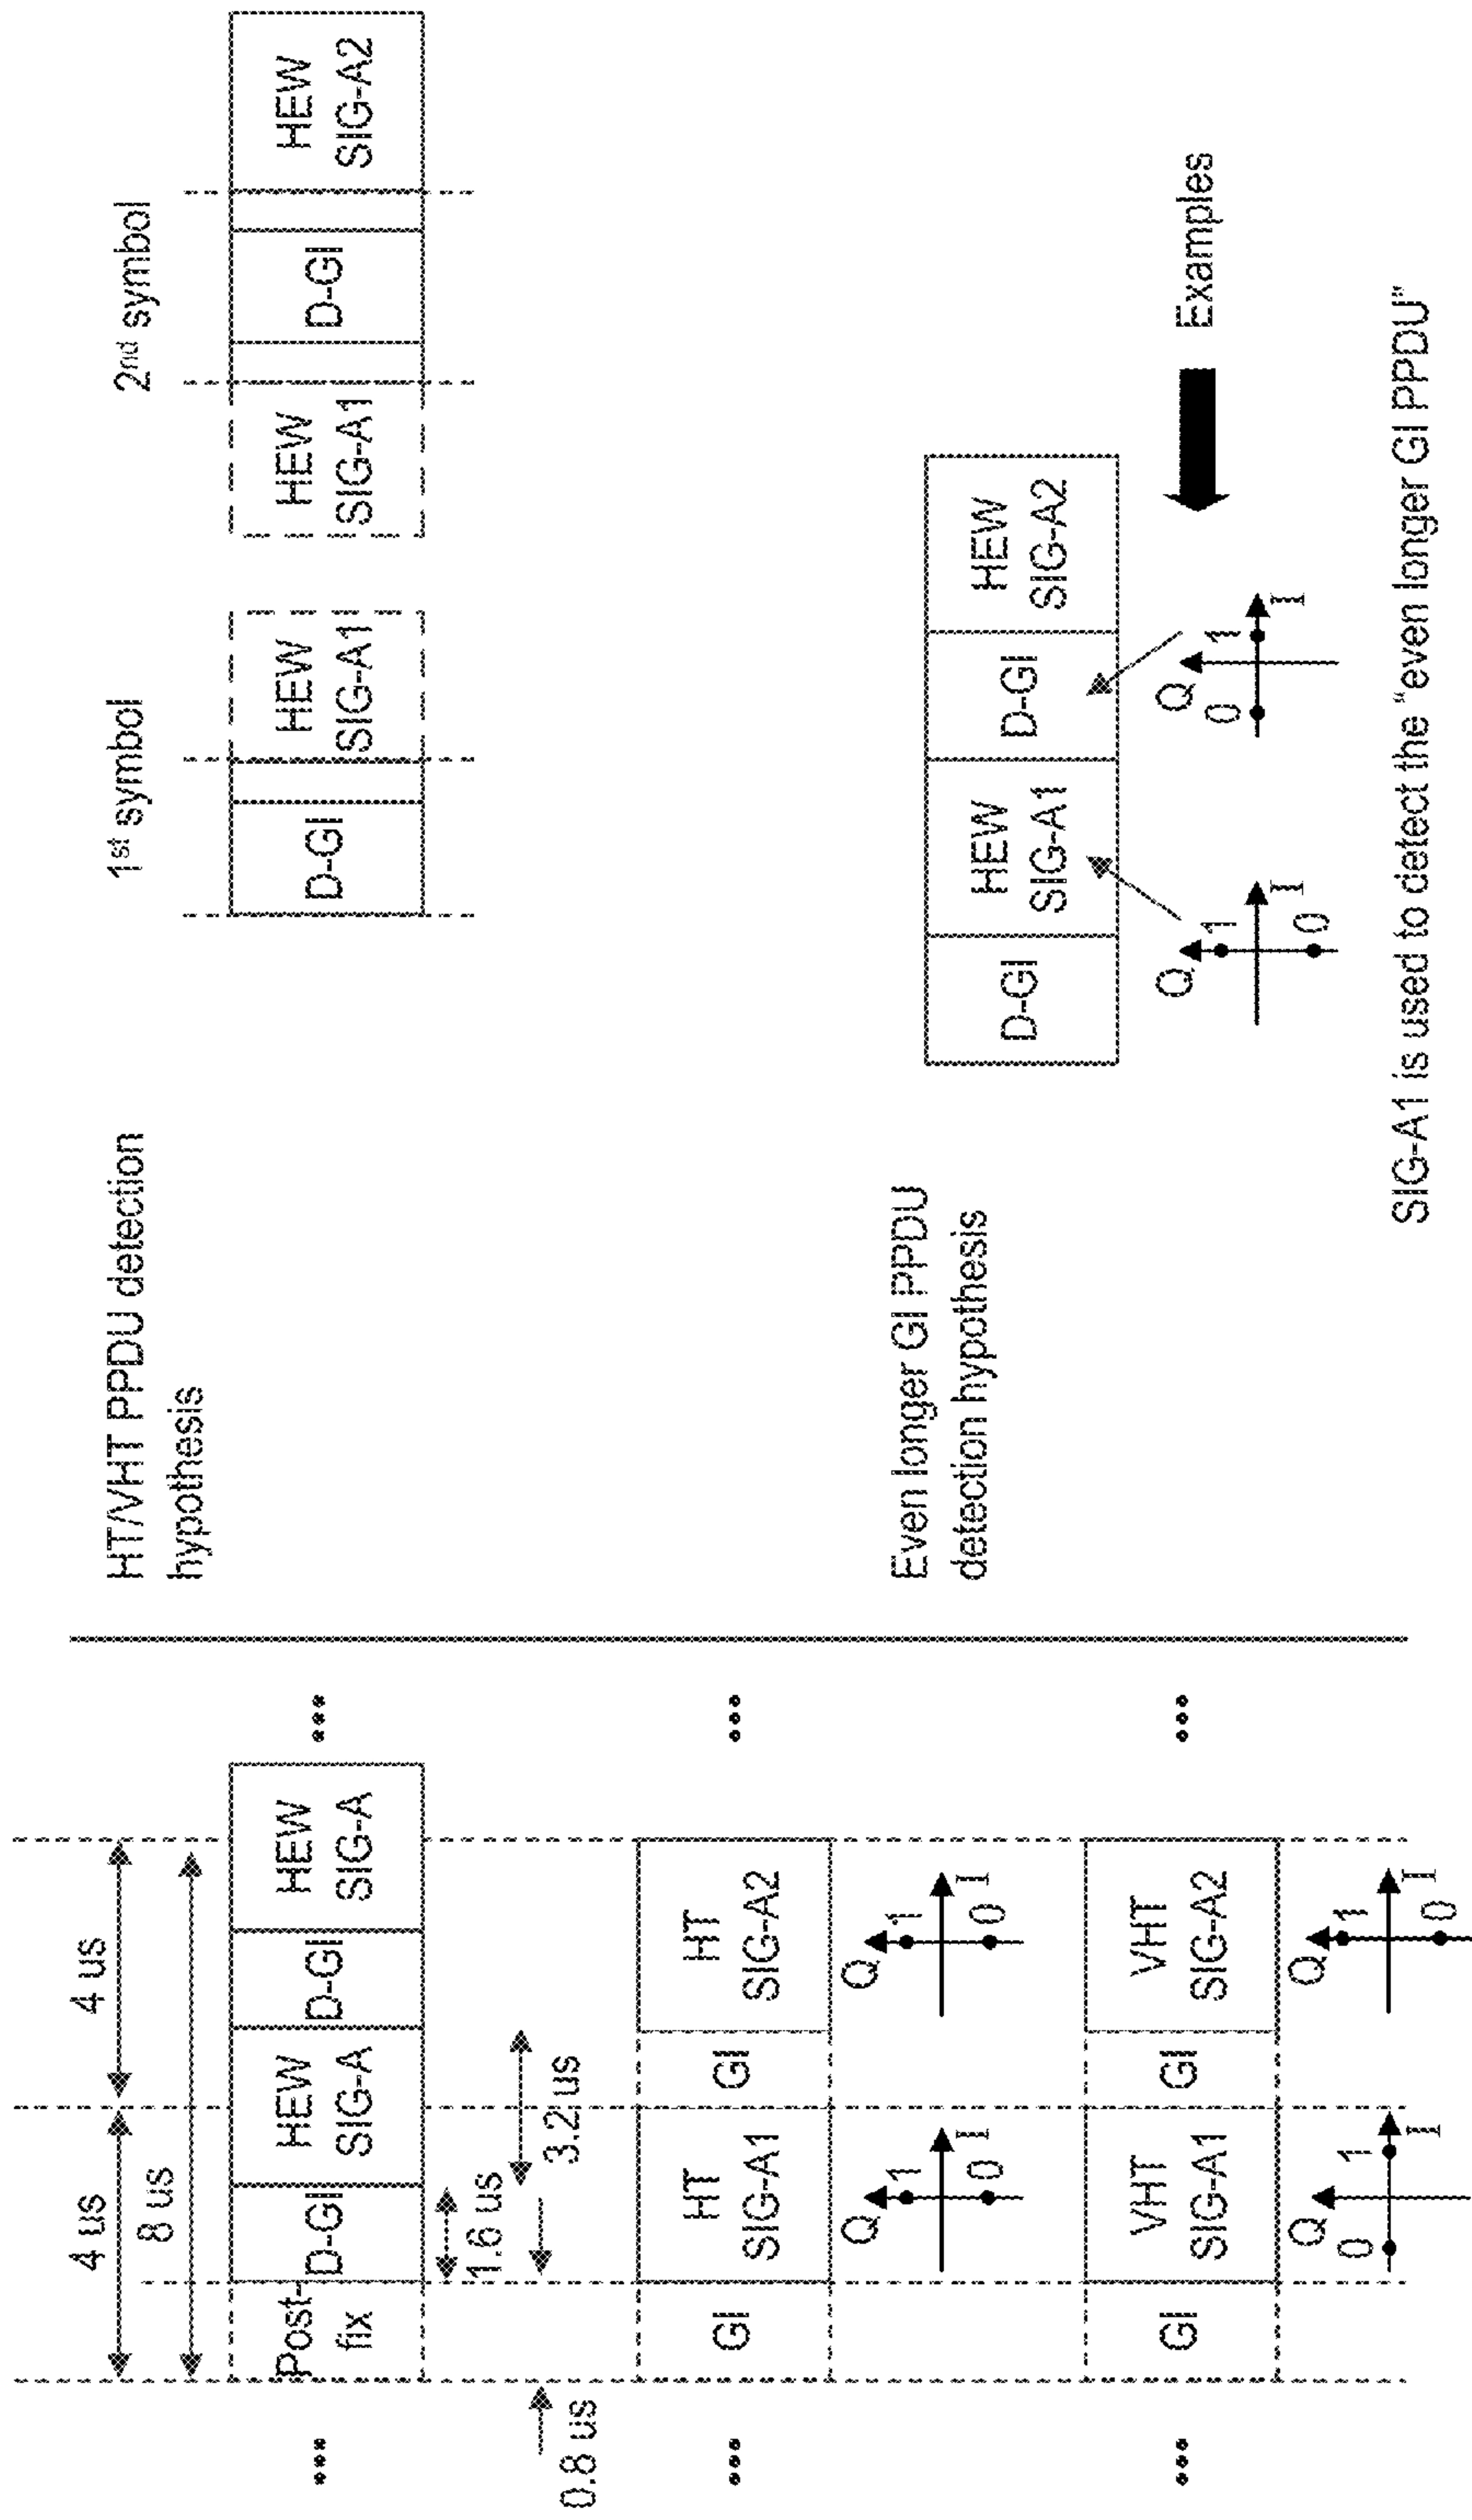 4 us
4 us
8 us
...
Post-
fix
D-GI
HEW
SIG-A
D-GI
HEW
SIG-A
...
0.8 us
1.6 us
3.2 us
...
GI
HT
SIG-A1
GI
HT
SIG-A2
...
Q
1
I
0
Q
1
I
0
...
GI
VHT
SIG-A1
GI
VHT
SIG-A2
...
Q
0
1
I
Q
1
I
0
HT/VHT PPDU detection
hypothesis
1st symbol
2nd symbol
D-GI
HEW
SIG-A1
HEW
SIG-A1
D-GI
HEW
SIG-A2
Even longer GI PPDU
detection hypothesis
D-GI
HEW
SIG-A1
D-GI
HEW
SIG-A2
Q
1
I
0
Q
0
1
I
Examples
SIG-A1 is used to detect the "even longer GI PPDU"